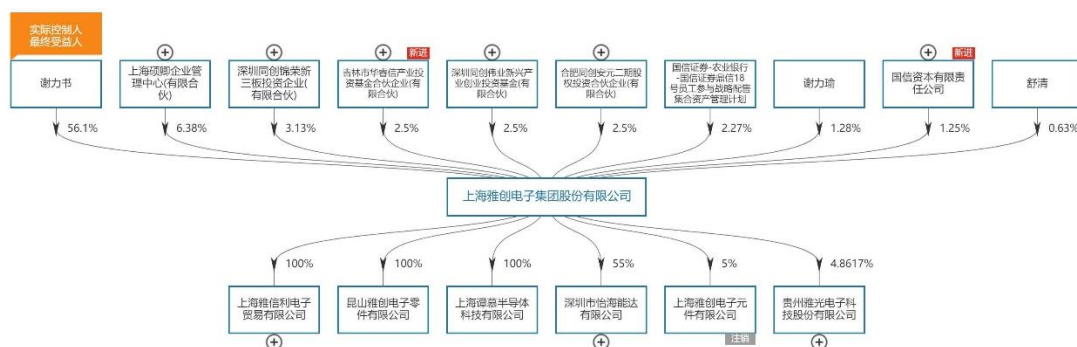 实际控制人
最终受益人
谢力书
上海硕卿企业管
理中心(有限合
伙)
深圳同创锦荣新
三板投资企业(
有限合伙)
新进
吉林市华睿信产业投
资基金合伙企业(有
限合伙)
深圳同创伟业新兴产
业创业投资基金(有
限合伙)
合肥同创安元二期股
权投资合伙企业(有
限合伙)
国信证券-农业银行
-国信证券鼎信18
号员工参与战略配售
集合资产管理计划
谢力瑜
新进
国信资本有限责
任公司
舒清
56.1%
6.38%
3.13%
2.5%
2.5%
2.5%
2.27%
1.28%
1.25%
0.63%
上海雅创电子集团股份有限公司
100%
100%
100%
55%
5%
4.8617%
上海雅信利电子
贸易有限公司
昆山雅创电子零
件有限公司
上海谭慕半导体
科技有限公司
深圳市怡海能达
有限公司
上海雅创电子元
件有限公司
注销
贵州雅光电子科
技股份有限公司